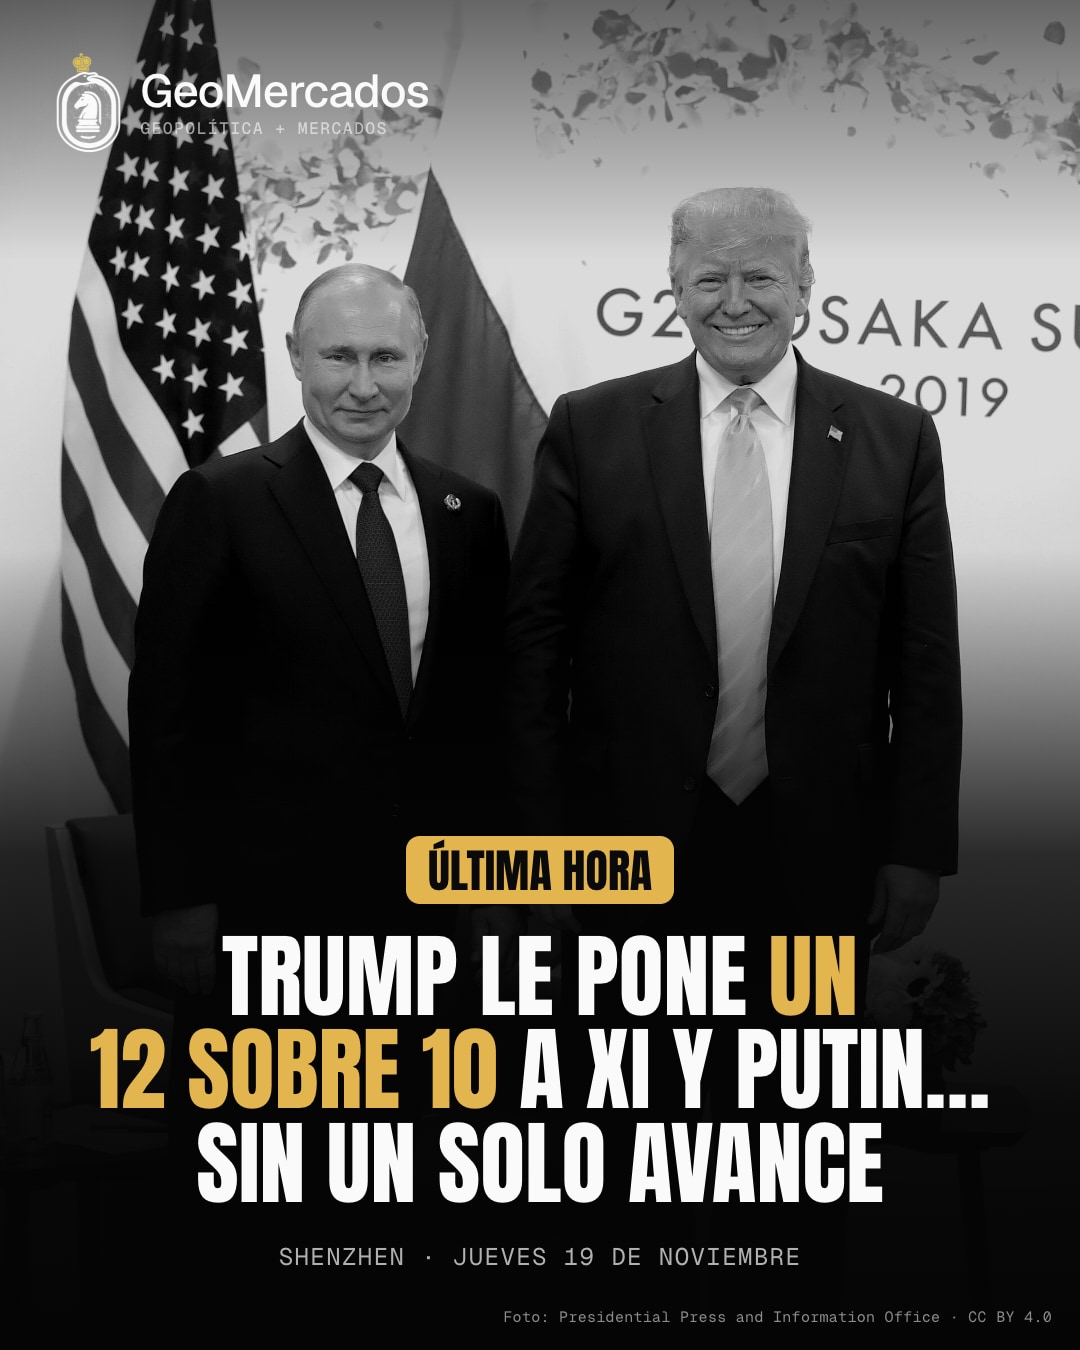 GeoMercados
GEOPOLÍTICA + MERCADOS
G2 OSAKA SU
2019
ÚLTIMA HORA
TRUMP LE PONE UN
12 SOBRE 10 A XI Y PUTIN...
SIN UN SOLO AVANCE
SHENZHEN · JUEVES 19 DE NOVIEMBRE
Foto: Presidential Press and Information Office · CC BY 4.0